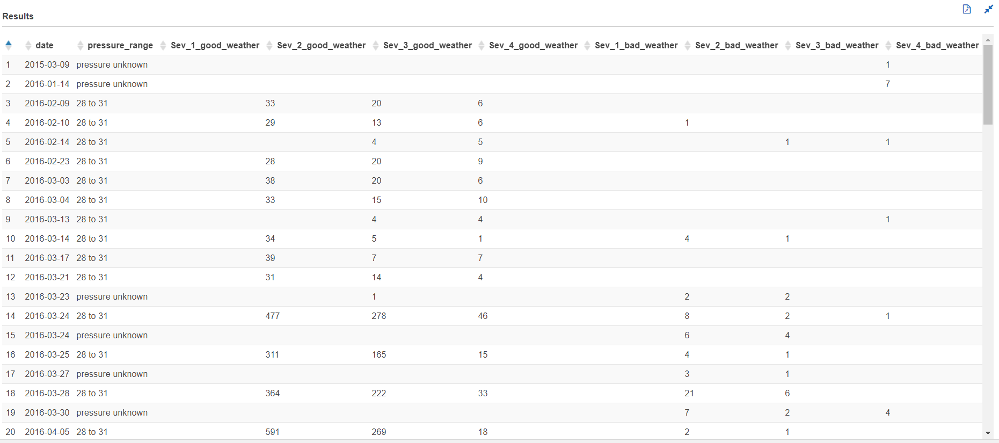 Results
date pressure_range Sev_1_good_weather Sev_2_good_weather Sev_3_good_weather Sev_4_good_weather Sev_1_bad_weather Sev_2_bad_weather Sev_3_bad_weather Sev_4_bad_weather
1 2015-03-09 pressure unknown 1
2 2016-01-14 pressure unknown 7
3 2016-02-09 28 to 31 33 20 6
4 2016-02-10 28 to 31 29 13 6 1
5 2016-02-14 28 to 31 4 5 1 1
6 2016-02-23 28 to 31 28 20 9
7 2016-03-03 28 to 31 38 20 6
8 2016-03-04 28 to 31 33 15 10
9 2016-03-13 28 to 31 4 4 1
10 2016-03-14 28 to 31 34 5 1 4 1
11 2016-03-17 28 to 31 39 7 7
12 2016-03-21 28 to 31 31 14 4
13 2016-03-23 pressure unknown 1 2 2
14 2016-03-24 28 to 31 477 278 46 8 2 1
15 2016-03-24 pressure unknown 6 4
16 2016-03-25 28 to 31 311 165 15 4 1
17 2016-03-27 pressure unknown 3 1
18 2016-03-28 28 to 31 364 222 33 21 6
19 2016-03-30 pressure unknown 7 2 4
20 2016-04-05 28 to 31 591 269 18 2 1